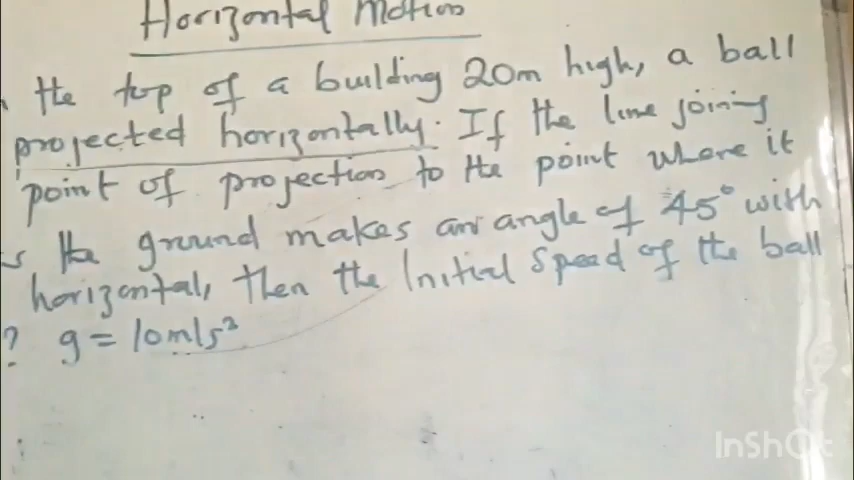 Horizontal Motion
the top of a building 20m high, a ball
projected horizontally. If the line joining
point of projection to the point where it
s the ground makes an angle of 45° with
horizontal, then the Initial Speed of the ball
? g = 10m/s²
InShOt